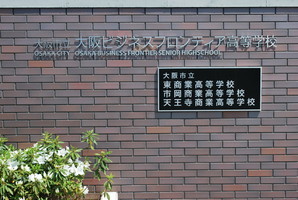 大阪市立 大阪ビジネスフロンティア高等学校
OSAKA CITY OSAKA BUSINESS FRONTIER SENIOR HIGHSCHOOL
大阪市立
東商業高等学校
市岡商業高等学校
天王寺商業高等学校